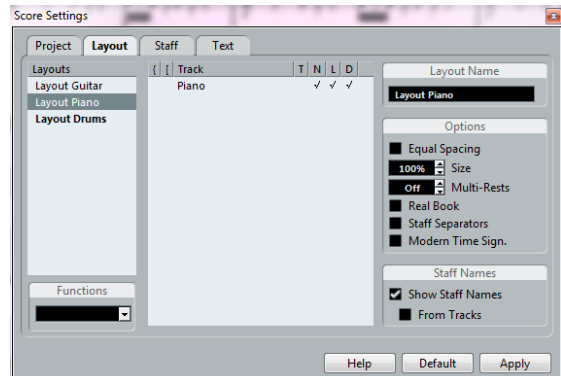 Score Settings
Project Layout Staff Text
Layouts
Layout Guitar
Layout Piano
Layout Drums
Functions
{ [ Track T N L D
Piano √ √ √
Layout Name
Layout Piano
Options
Equal Spacing
100% Size
Off Multi-Rests
Real Book
Staff Separators
Modern Time Sign.
Staff Names
Show Staff Names
From Tracks
Help Default Apply